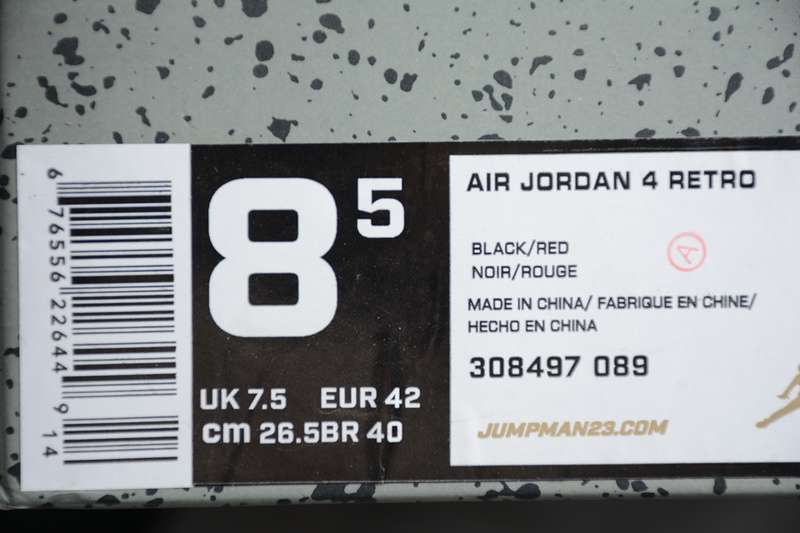 6 76556 22644 9 14
8 5
UK 7.5 EUR 42
cm 26.5BR 40
AIR JORDAN 4 RETRO
BLACK/RED
NOIR/ROUGE
A
MADE IN CHINA/ FABRIQUE EN CHINE/
HECHO EN CHINA
308497 089
JUMPMAN23.COM